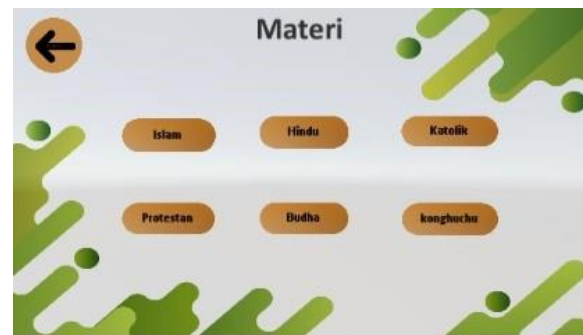 Materi
Islam
Hindu
Katolik
Protestan
Budha
konghuchu